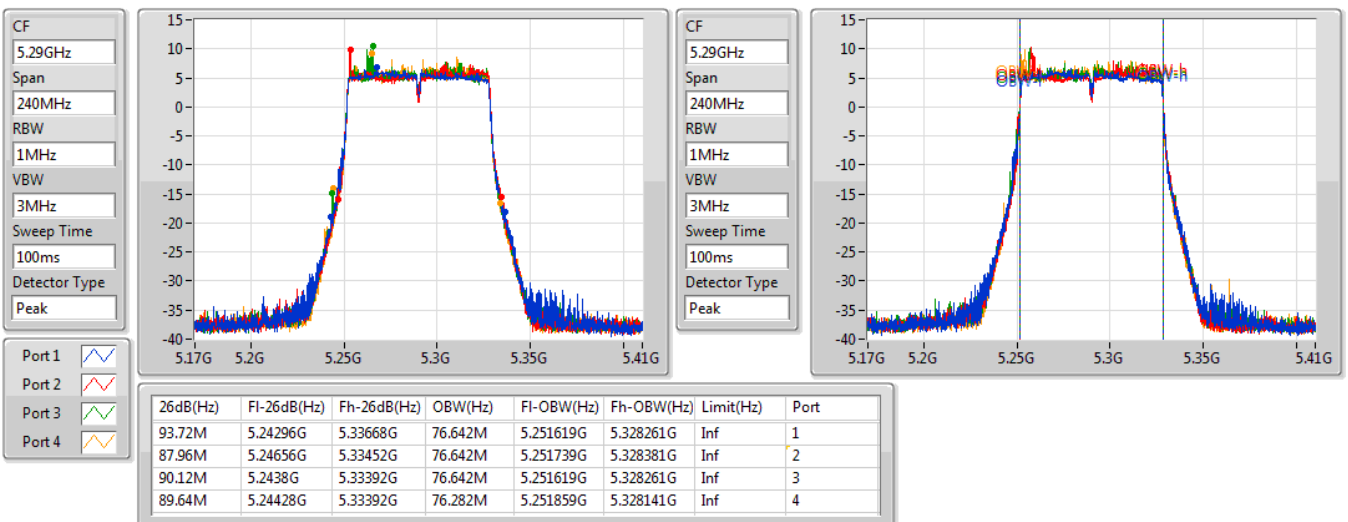 CF
5.29GHz
Span
240MHz
RBW
1MHz
VBW
3MHz
Sweep Time
100ms
Detector Type
Peak
Port 1
Port 2
Port 3
Port 4
15
10
5
0
-5
-10
-15
-20
-25
-30
-35
-40
5.17G 5.2G 5.25G 5.3G 5.35G 5.41G
CF
5.29GHz
Span
240MHz
RBW
1MHz
VBW
3MHz
Sweep Time
100ms
Detector Type
Peak
15
10
5
0
-5
-10
-15
-20
-25
-30
-35
-40
5.17G 5.2G 5.25G 5.3G 5.35G 5.41G
26dB(Hz) Fl-26dB(Hz) Fh-26dB(Hz) OBW(Hz) Fl-OBW(Hz) Fh-OBW(Hz) Limit(Hz) Port
93.72M 5.24296G 5.33668G 76.642M 5.251619G 5.328261G Inf 1
87.96M 5.24656G 5.33452G 76.642M 5.251739G 5.328381G Inf 2
90.12M 5.2438G 5.33392G 76.642M 5.251619G 5.328261G Inf 3
89.64M 5.24428G 5.33392G 76.282M 5.251859G 5.328141G Inf 4